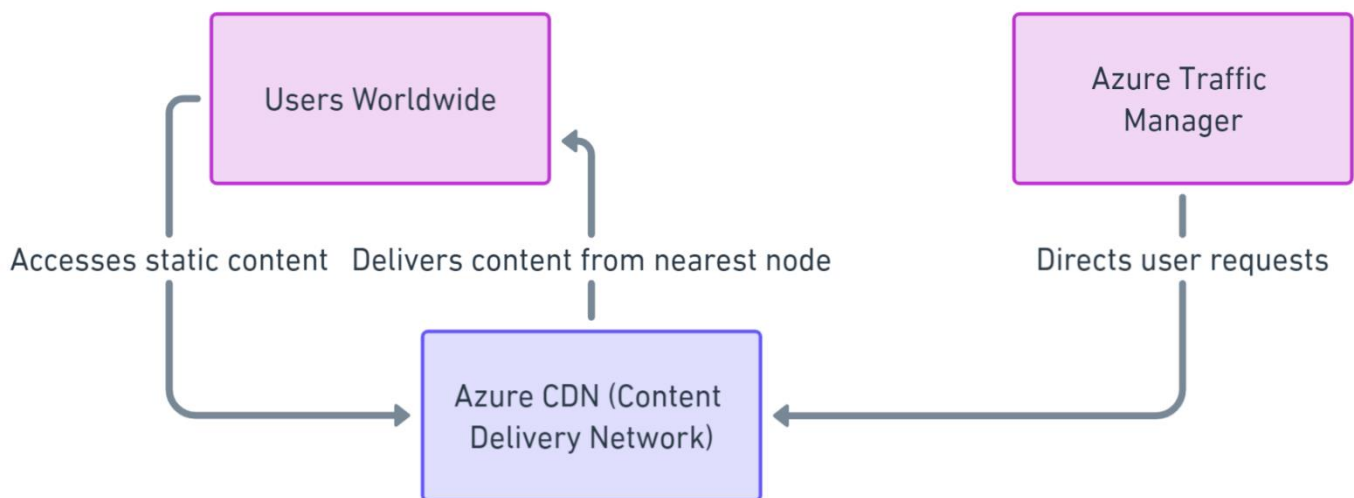 Users Worldwide
Azure Traffic
Manager
Accesses static content
Delivers content from nearest node
Directs user requests
Azure CDN (Content
Delivery Network)